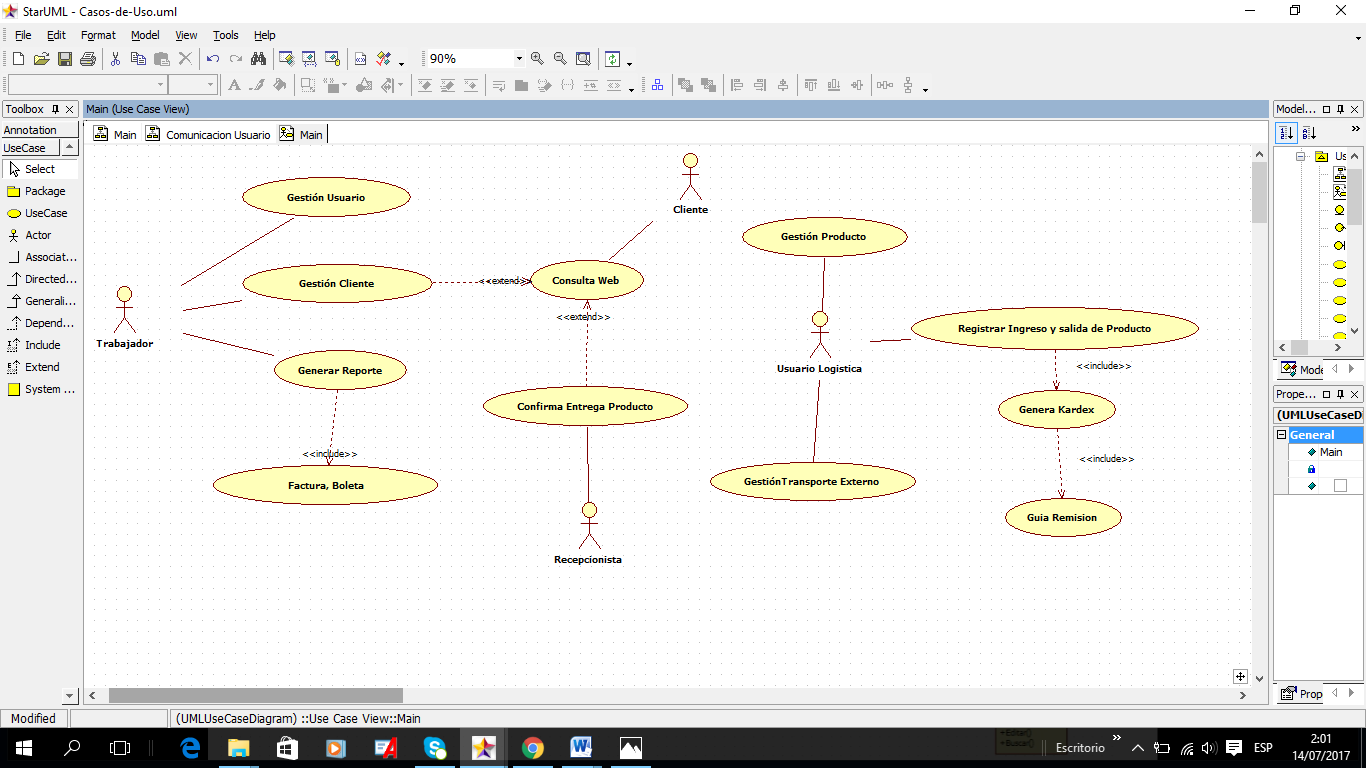 StarUML - Casos-de-Uso.uml
File Edit Format Model View Tools Help
90%
Toolbox
Annotation
UseCase
Select
Package
UseCase
Actor
Associat...
Directed...
Generali...
Depend...
Include
Extend
System ...
Main (Use Case View)
Main Comunicacion Usuario Main
Cliente
Gestión Usuario
Gestión Producto
Gestión Cliente
<<extend>>
Consulta Web
<<extend>>
Trabajador
Registrar Ingreso y salida de Producto
Usuario Logistica
<<include>>
Generar Reporte
Confirma Entrega Producto
Genera Kardex
<<include>>
<<include>>
Factura, Boleta
GestiónTransporte Externo
Guia Remision
Recepcionista
Model...
Us
Mode
Prope...
(UMLUseCaseD
General
Main
Prop
Modified
(UMLUseCaseDiagram) ::Use Case View::Main
+Editar()
+Buscar()
Escritorio
ESP
2:01
14/07/2017